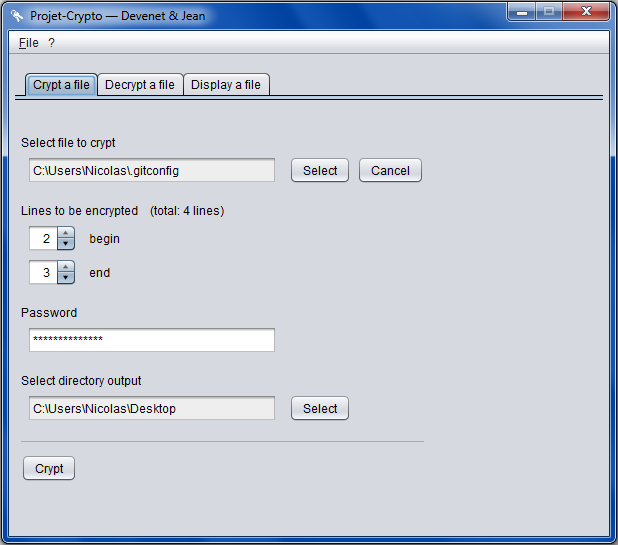 Projet-Crypto — Devenet & Jean
File ?
Crypt a file Decrypt a file Display a file
Select file to crypt
C:\Users\Nicolas\.gitconfig Select Cancel
Lines to be encrypted (total: 4 lines)
2 begin
3 end
Password
**************
Select directory output
C:\Users\Nicolas\Desktop Select
Crypt